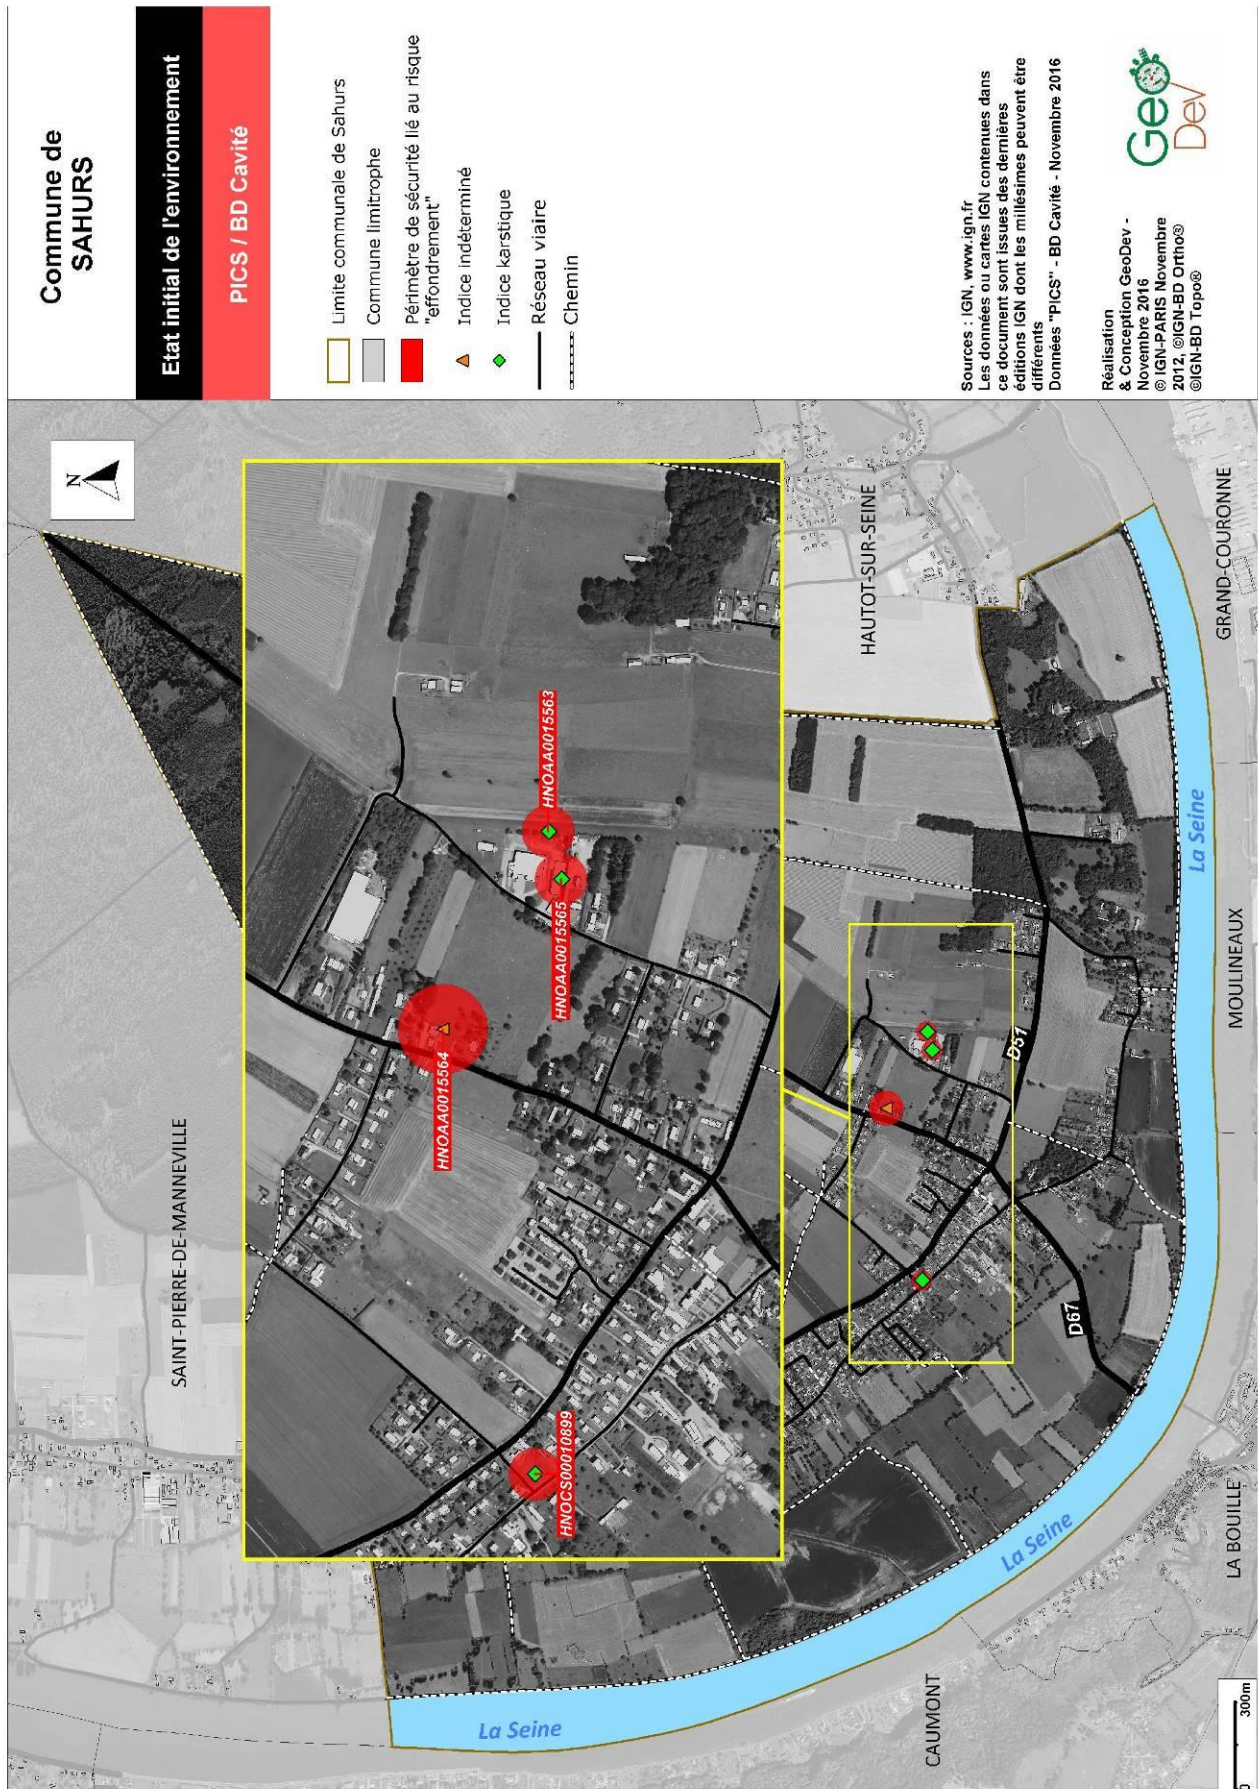 Commune de
SAHURS
Etat initial de l'environnement
PICS / BD Cavité
Limite communale de Sahurs
Commune limitrophe
Périmètre de sécurité lié au risque
"effondrement"
Indice indéterminé
Indice karstique
Réseau viaire
Chemin
Sources : IGN, www.ign.fr
Les données ou cartes IGN contenues dans
ce document sont issues des dernières
éditions IGN dont les millésimes peuvent être
différents
Données "PICS" - BD Cavité - Novembre 2016
Réalisation
& Conception GeoDev -
Novembre 2016
© IGN-PARIS Novembre
2012, ©IGN-BD Ortho®
©IGN-BD Topo®
Geo
Dev
N
SAINT-PIERRE-DE-MANNEVILLE
HNOAA0015563
HNOAA0015565
HNOAA0015564
HNOCS00010899
HAUTOT-SUR-SEINE
D51
D67
La Seine
La Seine
La Seine
GRAND-COURONNE
MOULINEAUX
LA BOUILLE
CAUMONT
0
300m